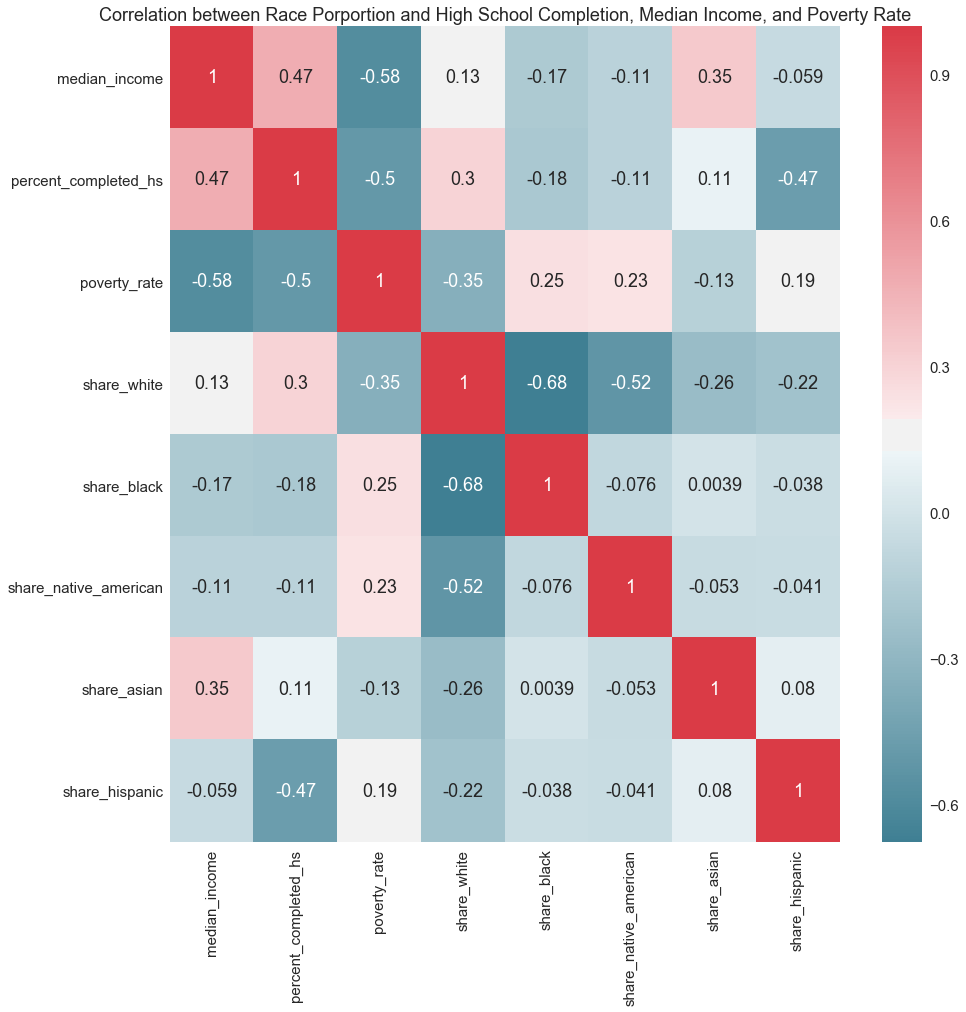 Correlation between Race Porportion and High School Completion, Median Income, and Poverty Rate
median_income 1 0.47 -0.58 0.13 -0.17 -0.11 0.35 -0.059
percent_completed_hs 0.47 1 -0.5 0.3 -0.18 -0.11 0.11 -0.47
poverty_rate -0.58 -0.5 1 -0.35 0.25 0.23 -0.13 0.19
share_white 0.13 0.3 -0.35 1 -0.68 -0.52 -0.26 -0.22
share_black -0.17 -0.18 0.25 -0.68 1 -0.076 0.0039 -0.038
share_native_american -0.11 -0.11 0.23 -0.52 -0.076 1 -0.053 -0.041
share_asian 0.35 0.11 -0.13 -0.26 0.0039 -0.053 1 0.08
share_hispanic -0.059 -0.47 0.19 -0.22 -0.038 -0.041 0.08 1
median_income
percent_completed_hs
poverty_rate
share_white
share_black
share_native_american
share_asian
share_hispanic
0.9
0.6
0.3
0.0
−0.3
−0.6